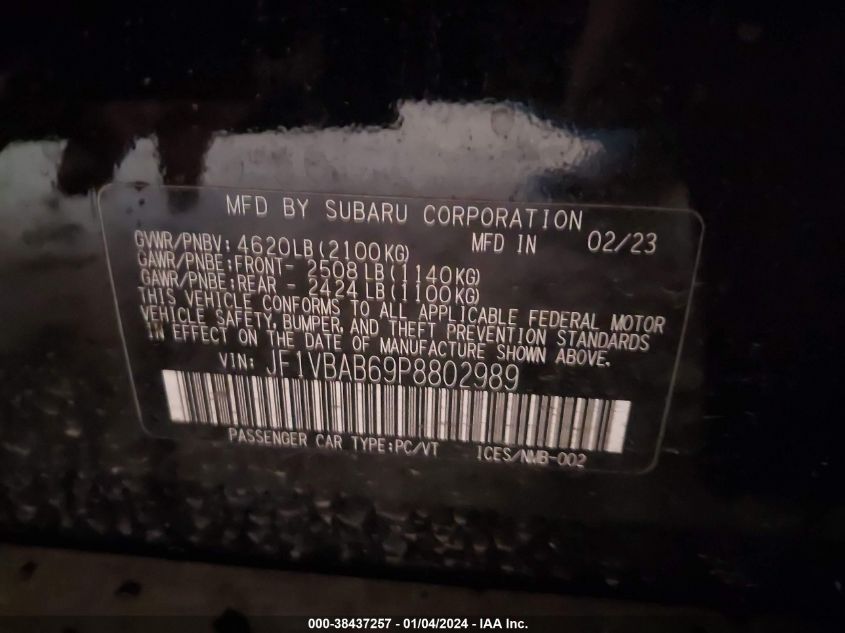 MFD BY SUBARU CORPORATION
GVWR/PNBV: 4620LB(2100KG) MFD IN 02/23
GAWR/PNBE;FRONT- 2508LB(1140KG)
GAWR/PNBE;REAR - 2424LB(1100KG)
THIS VEHICLE CONFORMS TO ALL APPLICABLE FEDERAL MOTOR
VEHICLE SAFETY, BUMPER, AND THEFT PREVENTION STANDARDS
IN EFFECT ON THE DATE OF MANUFACTURE SHOWN ABOVE.
VIN: JF1VBAB69P8802989
PASSENGER CAR TYPE;PC/VT ICES/NMB-002
000-38437257 - 01/04/2024 - IAA Inc.